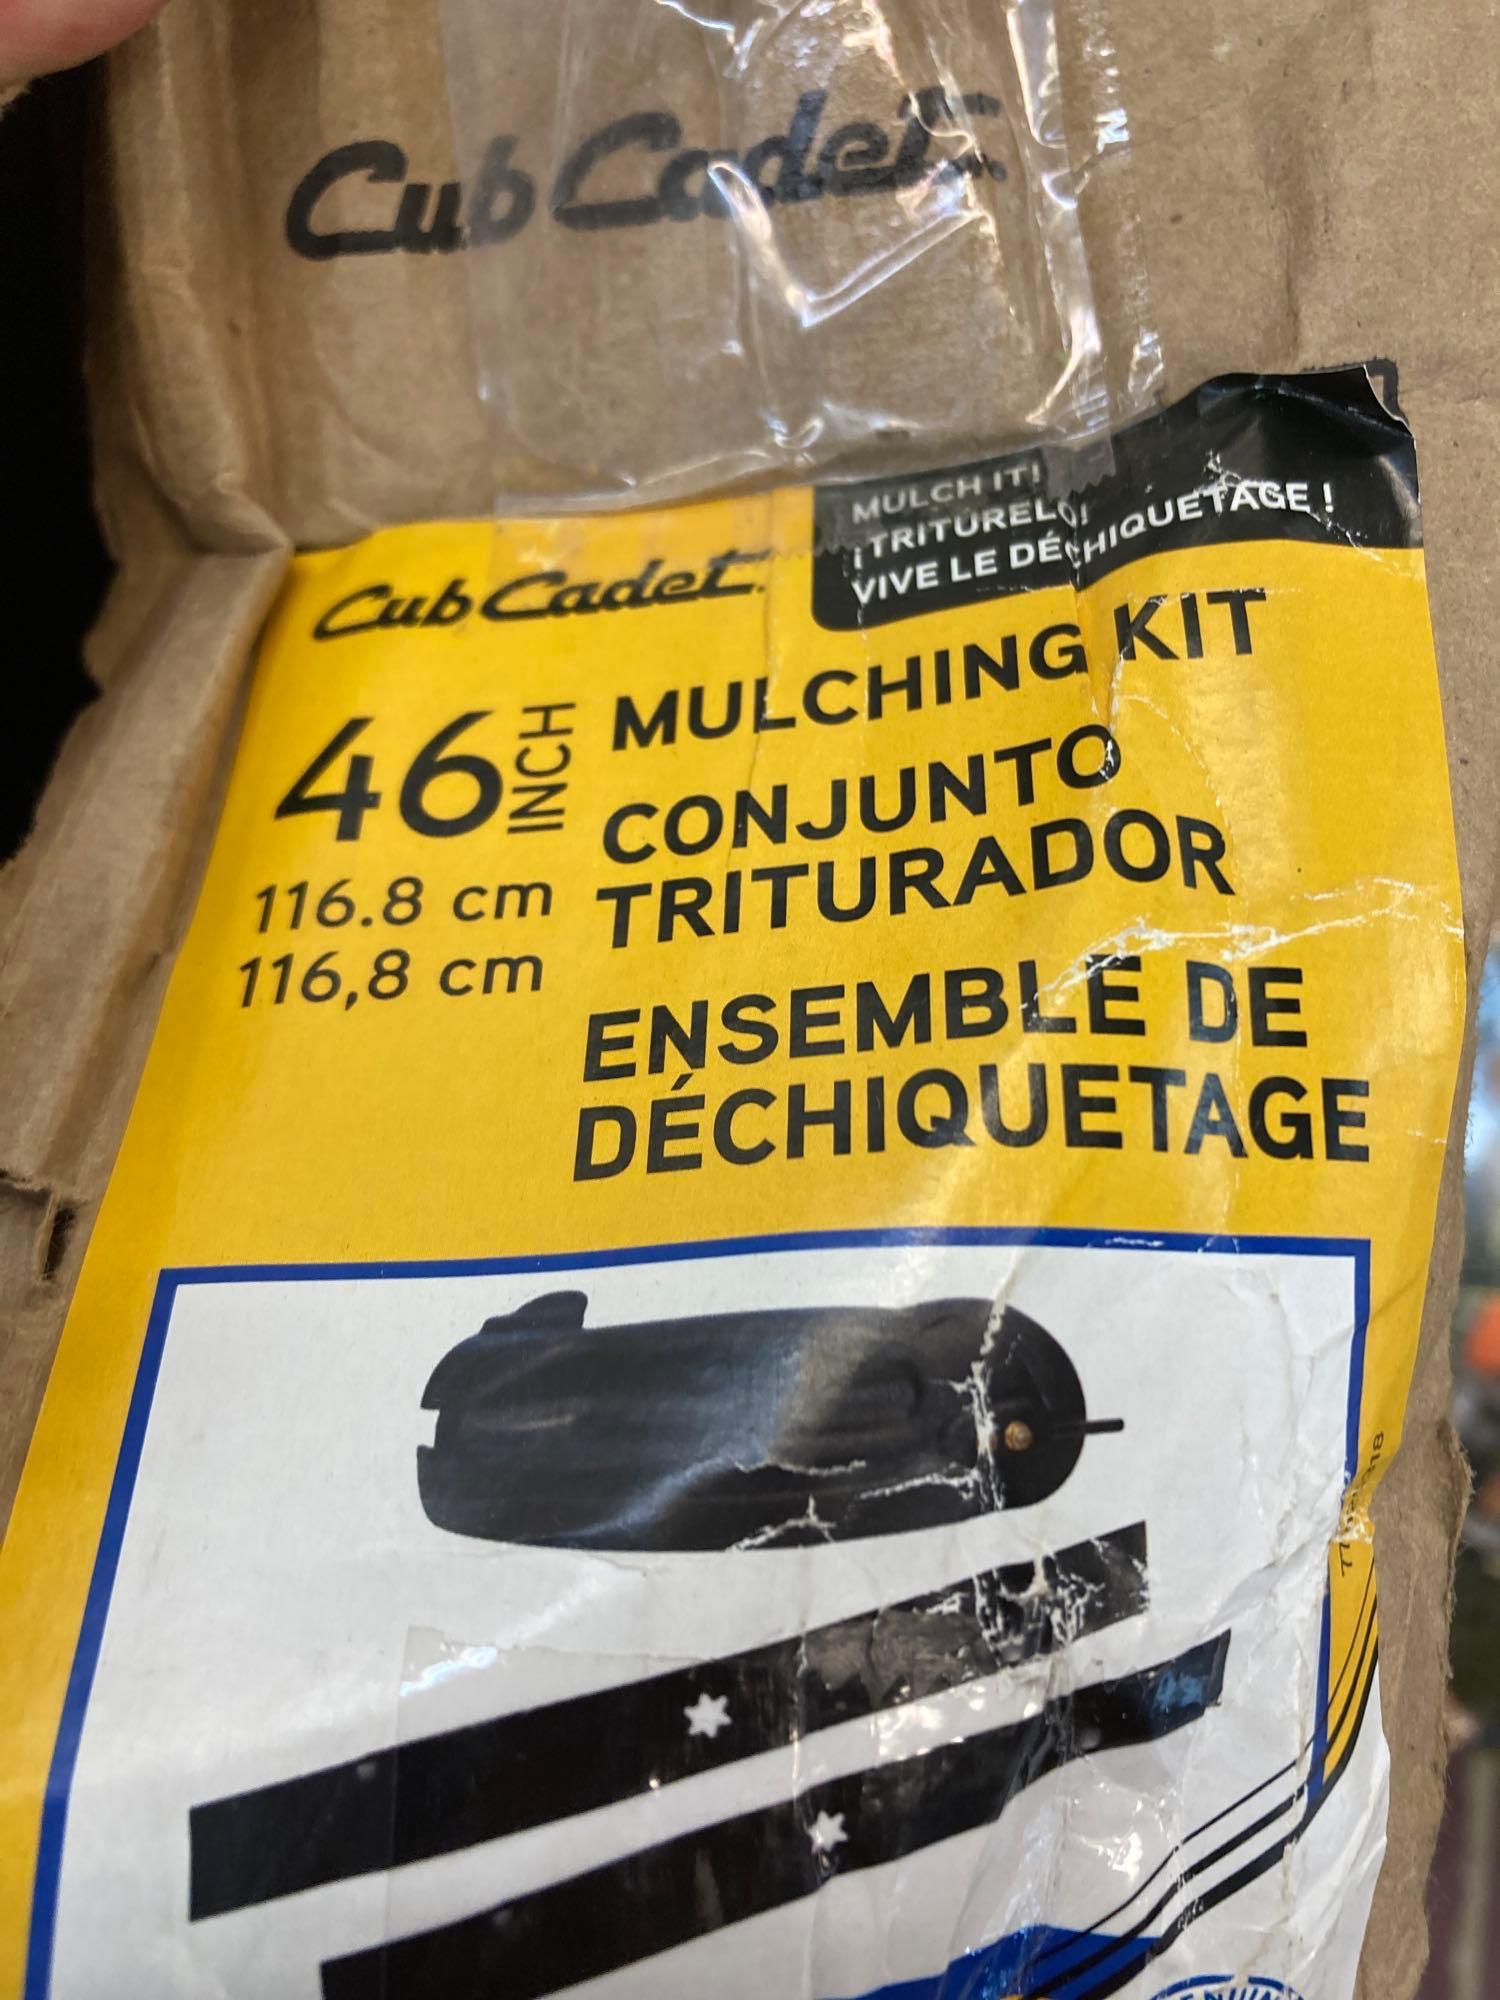 Cub Cadet
MULCH IT!
¡TRITURELO!
VIVE LE DÉCHIQUETAGE !
Cub Cadet
46 INCH
116.8 cm
116,8 cm
MULCHING KIT
CONJUNTO
TRITURADOR
ENSEMBLE DE
DÉCHIQUETAGE